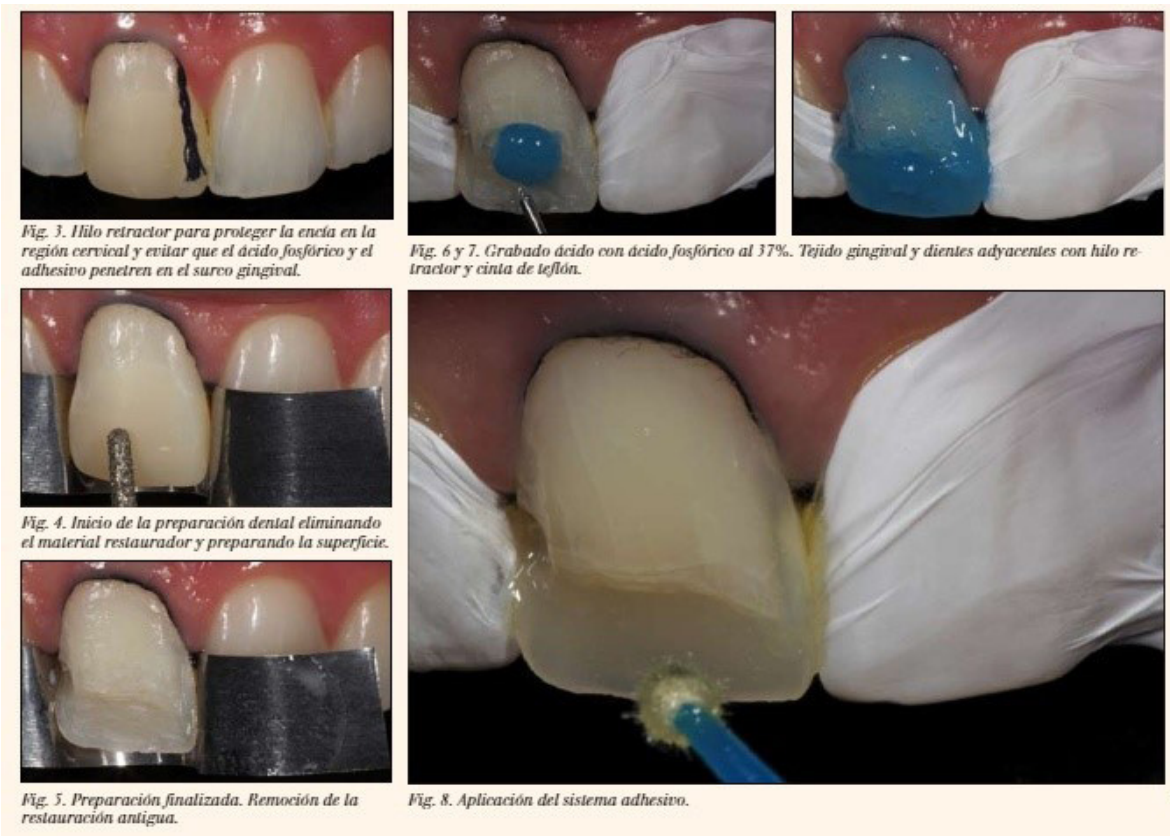 Fig. 3. Hilo retractor para proteger la encía en la
región cervical y evitar que el ácido fosfórico y el
adhesivo penetren en el surco gingival.
Fig. 4. Inicio de la preparación dental eliminando
el material restaurador y preparando la superficie.
Fig. 5. Preparación finalizada. Remoción de la
restauración antigua.
Fig. 6 y 7. Grabado ácido con ácido fosfórico al 37%. Tejido gingival y dientes adyacentes con hilo re-
tractor y cinta de teflón.
Fig. 8. Aplicación del sistema adhesivo.